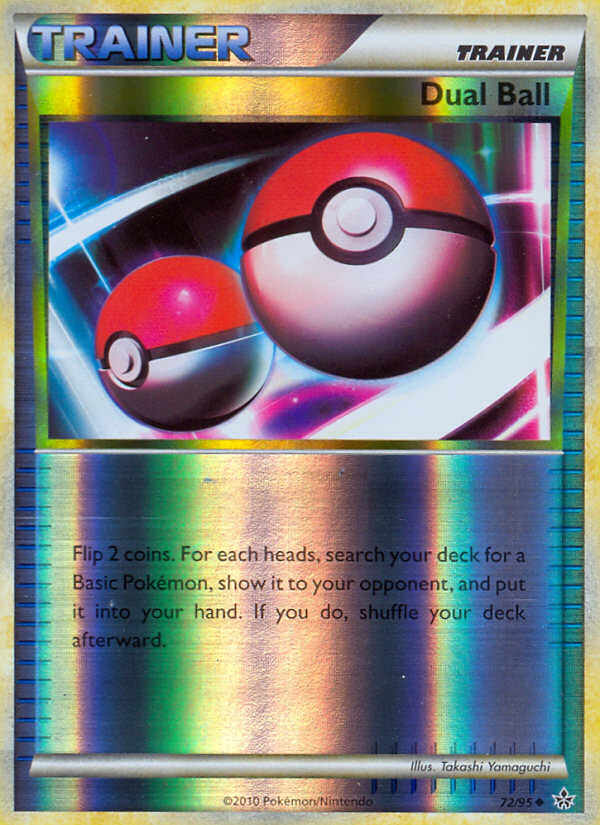 TRAINER
TRAINER
Dual Ball
Flip 2 coins. For each heads, search your deck for a
Basic Pokémon, show it to your opponent, and put
it into your hand. If you do, shuffle your deck
afterward.
Illus. Takashi Yamaguchi
©2010 Pokémon/Nintendo
72/95